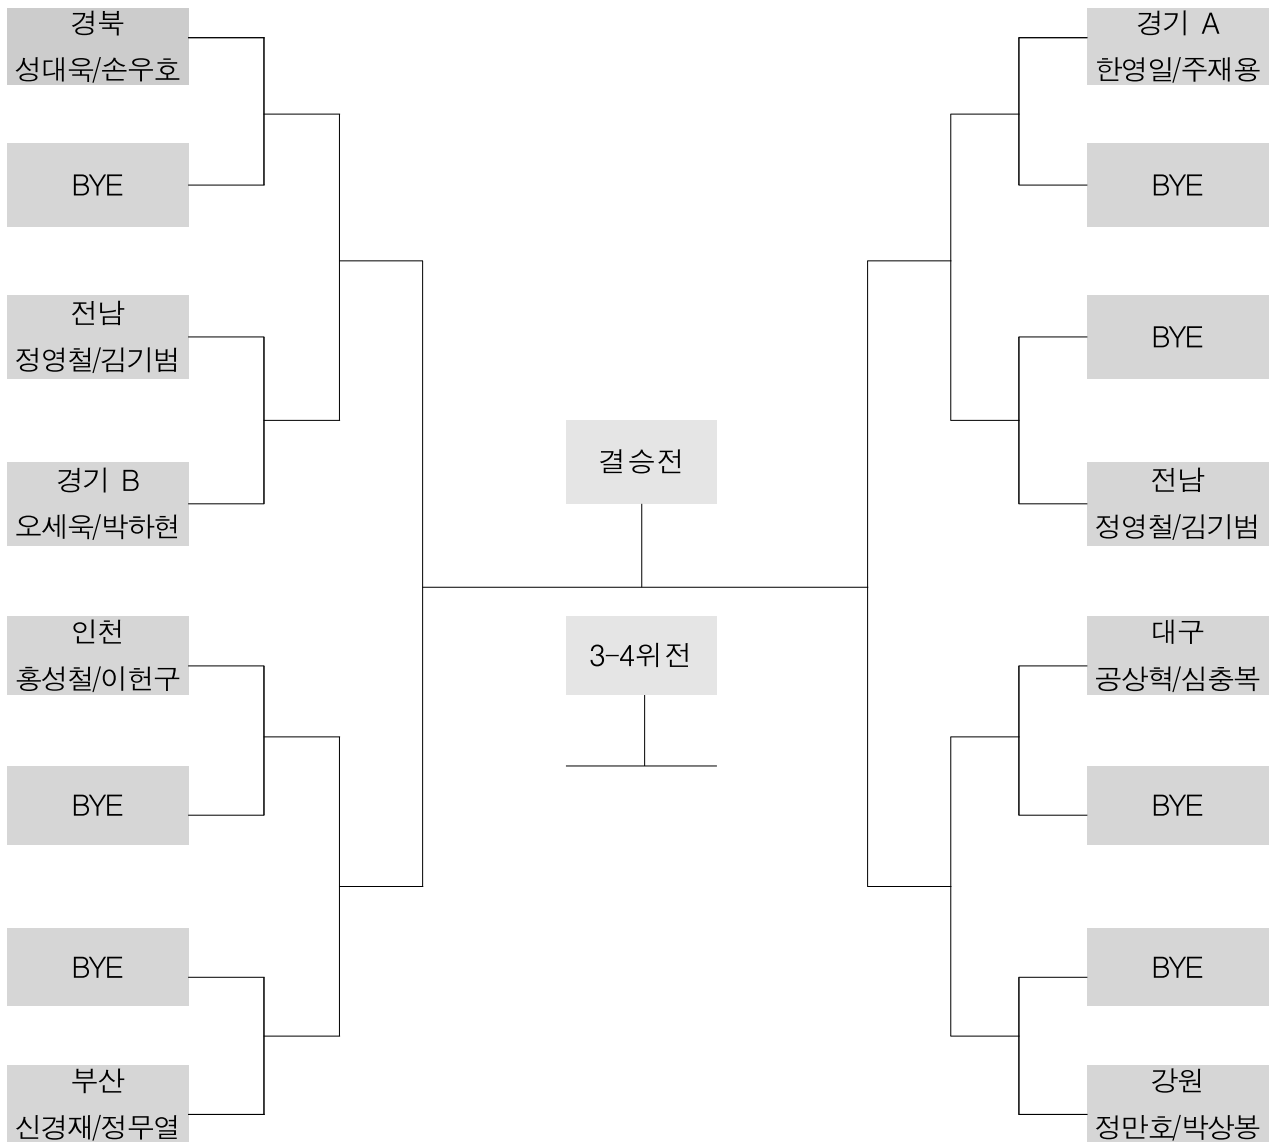 경북
성대욱/손우호
BYE
전남
정영철/김기범
경기 B
오세욱/박하현
인천
홍성철/이헌구
BYE
BYE
부산
신경재/정무열
결승전
3-4위전
경기 A
한영일/주재용
BYE
BYE
전남
정영철/김기범
대구
공상혁/심충복
BYE
BYE
강원
정만호/박상봉